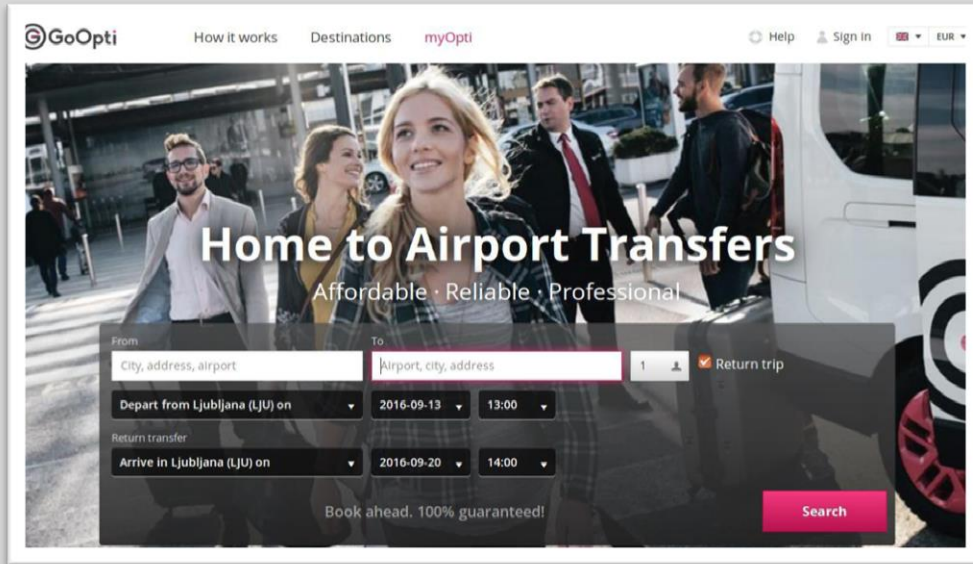 GoOpti How it works Destinations myOpti Help Sign in EUR
Home to Airport Transfers
Affordable · Reliable · Professional
From To
City, address, airport Airport, city, address 1 Return trip
Depart from Ljubljana (LJU) on 2016-09-13 13:00
Return transfer
Arrive in Ljubljana (LJU) on 2016-09-20 14:00
Book ahead. 100% guaranteed! Search